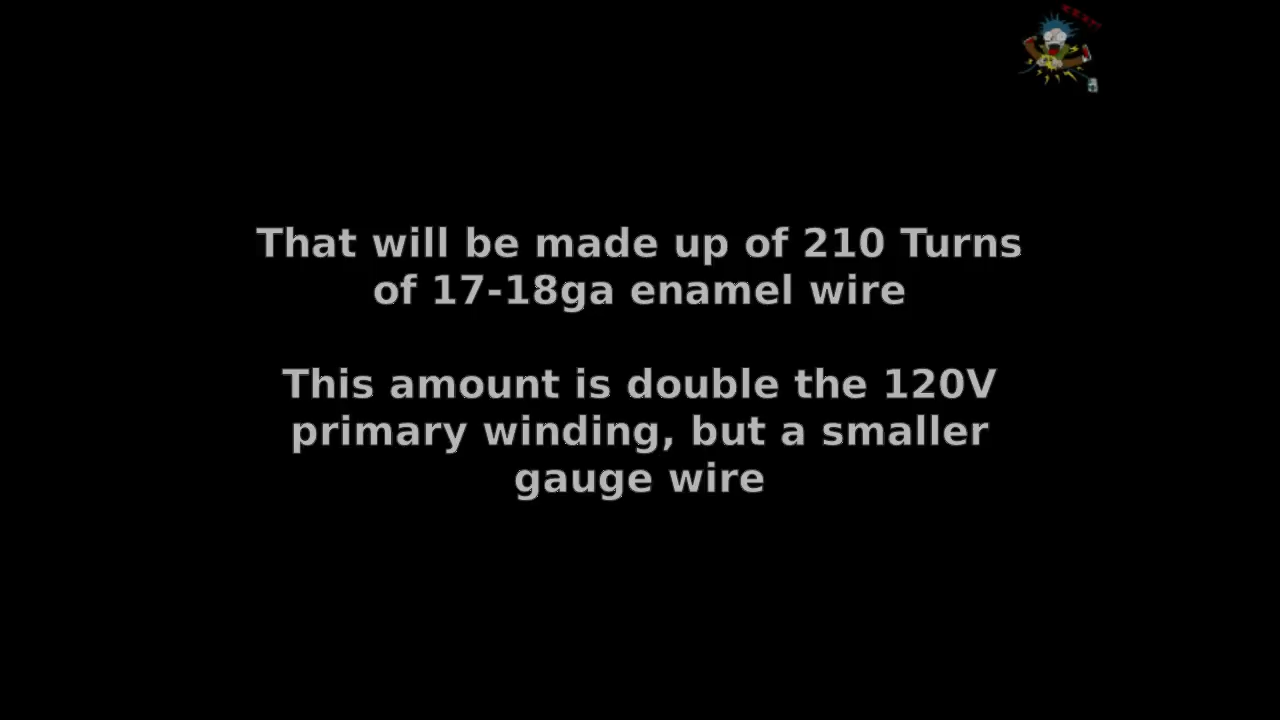 That will be made up of 210 Turns
of 17-18ga enamel wire
This amount is double the 120V
primary winding, but a smaller
gauge wire